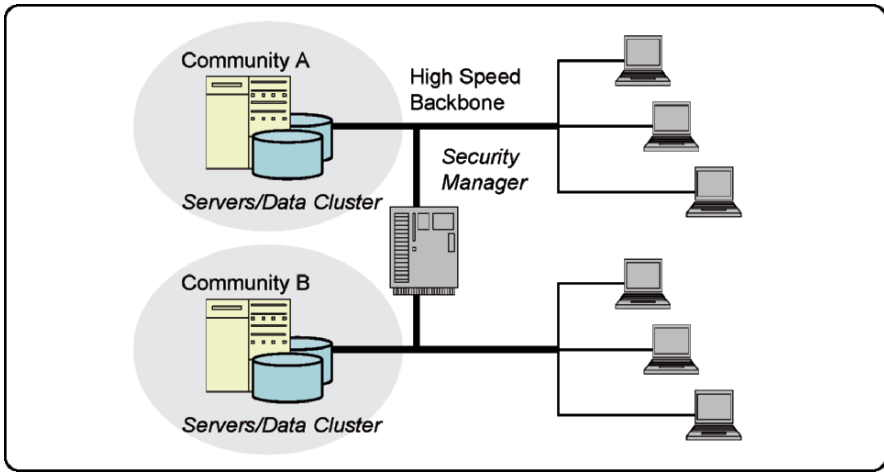 Community A
High Speed
Backbone
Security
Manager
Servers/Data Cluster
Community B
Servers/Data Cluster